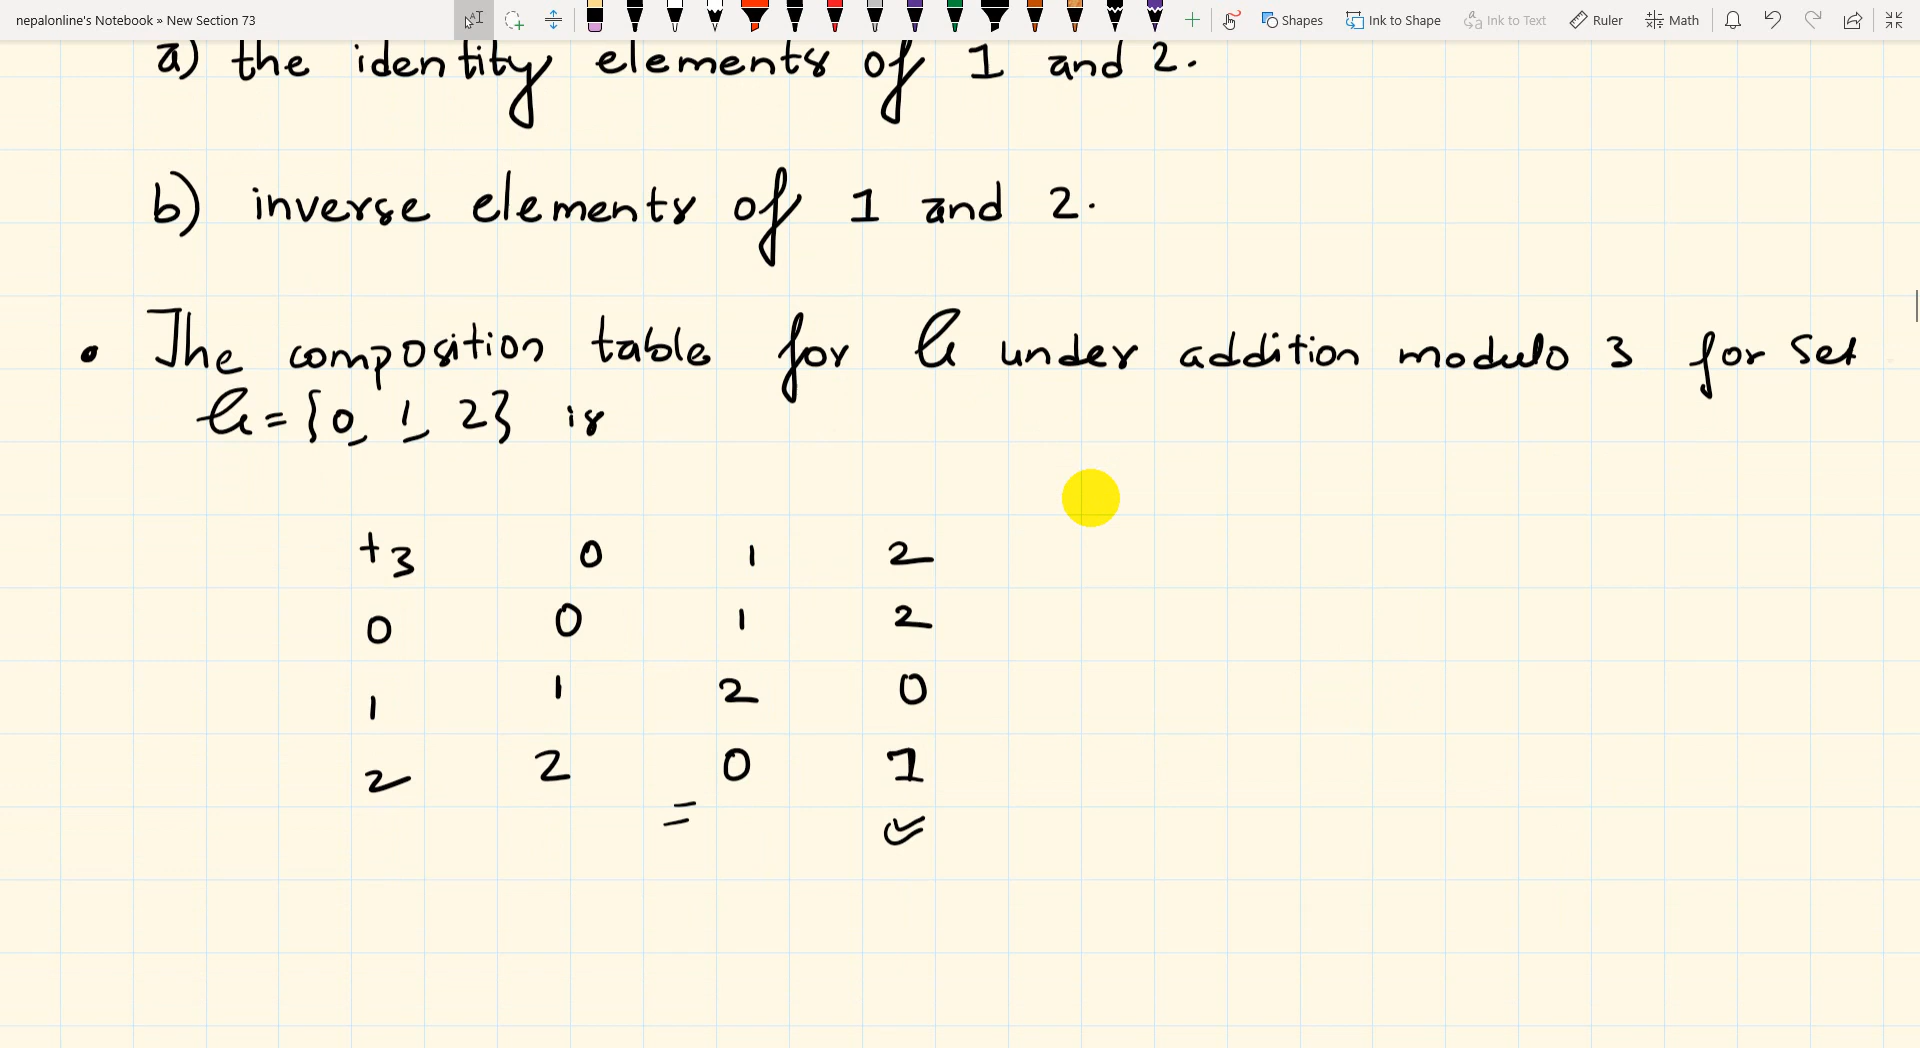 nepalonline's Notebook » New Section 73
Shapes Ink to Shape Ink to Text Ruler Math
a) the identity elements of 1 and 2.
b) inverse elements of 1 and 2.
• The composition table for G under addition modulo 3 for set
G = {0, 1, 2} is
+3 0 1 2
0 0 1 2
1 1 2 0
2 2 0 1
=